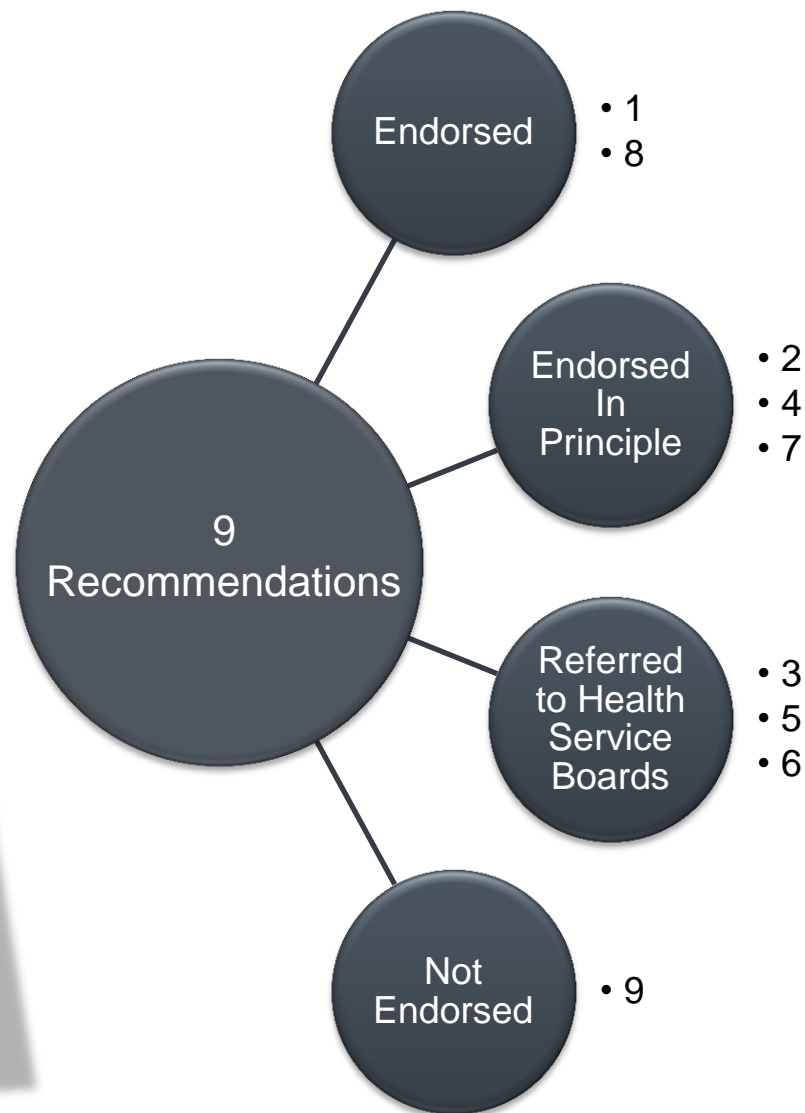 Endorsed
• 1
• 8
Endorsed
In
Principle
• 2
• 4
• 7
9
Recommendations
Referred
to Health
Service
Boards
• 3
• 5
• 6
Not
Endorsed
• 9